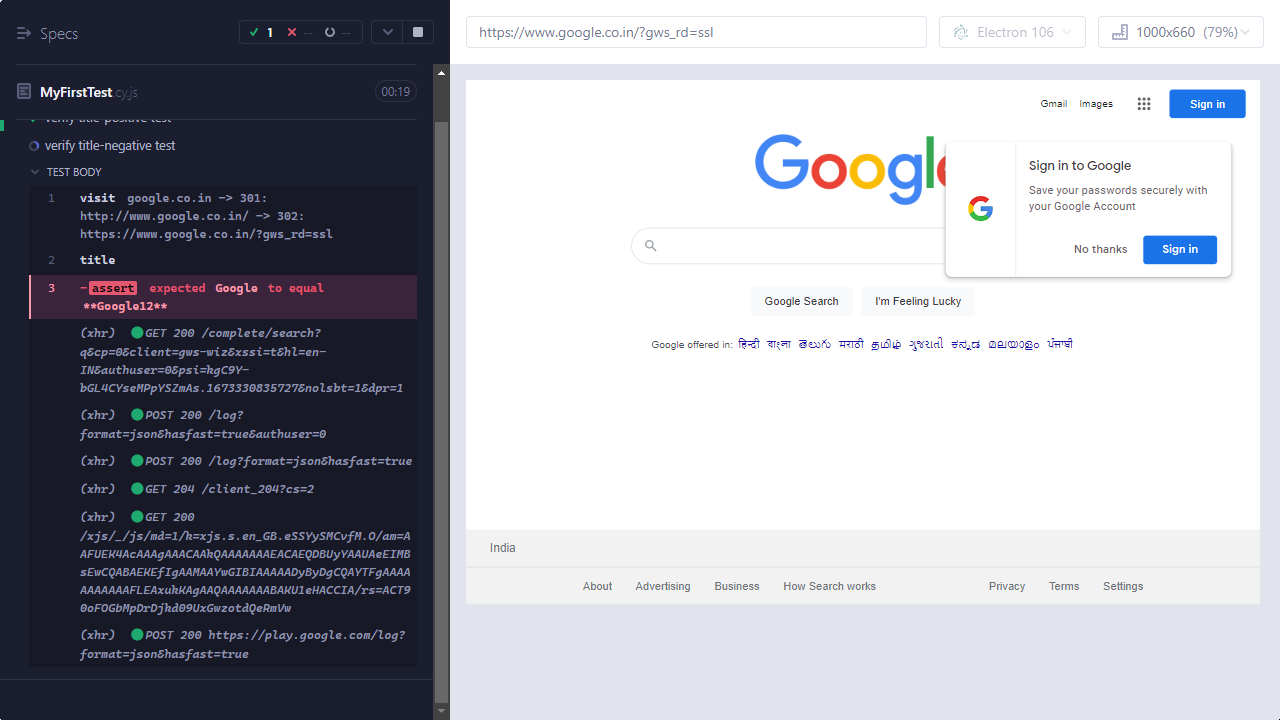 Specs
1
--
--
https://www.google.co.in/?gws_rd=ssl
Electron 106
1000x660 (79%)
MyFirstTest.cy.js
00:19
verify title-positive test
verify title-negative test
TEST BODY
1 visit google.co.in -> 301:
http://www.google.co.in/ -> 302:
https://www.google.co.in/?gws_rd=ssl
2 title
3 -assert expected Google to equal
**Google12**
(xhr) GET 200 /complete/search?
q&cp=0&client=gws-wiz&xssi=t&hl=en-
IN&authuser=0&psi=kgC9Y-
bGL4CYseMPpYSZmAs.1673330835727&nolsbt=1&dpr=1
(xhr) POST 200 /log?
format=json&hasfast=true&authuser=0
(xhr) POST 200 /log?format=json&hasfast=true
(xhr) GET 204 /client_204?cs=2
(xhr) GET 200
/xjs/_/js/md=1/k=xjs.s.en_GB.eSSYySMCvfM.O/am=A
AFUEK4AcAAAgAAACAAkQAAAAAAAEACAEQDBUyYAAUAeEIMB
sEwCQABAEKEfIgAAMAAYwGIBIAAAAADyByDgCQAYTFgAAAA
AAAAAAAFLEAxukKAgAAQAAAAAAABAKU1eHACCIA/rs=ACT9
0oFOGbMpDrDjkd09UxGwzotdQeRmVw
(xhr) POST 200 https://play.google.com/log?
format=json&hasfast=true
Gmail Images
Sign in
Google
Sign in to Google
Save your passwords securely with
your Google Account
No thanks
Sign in
G
Google Search
I'm Feeling Lucky
Google offered in: हिन्दी বাংলা తెలుగు मराठी தமிழ் ગુજરાતી ಕನ್ನಡ മലയാളം ਪੰਜਾਬੀ
India
About Advertising Business How Search works
Privacy Terms Settings